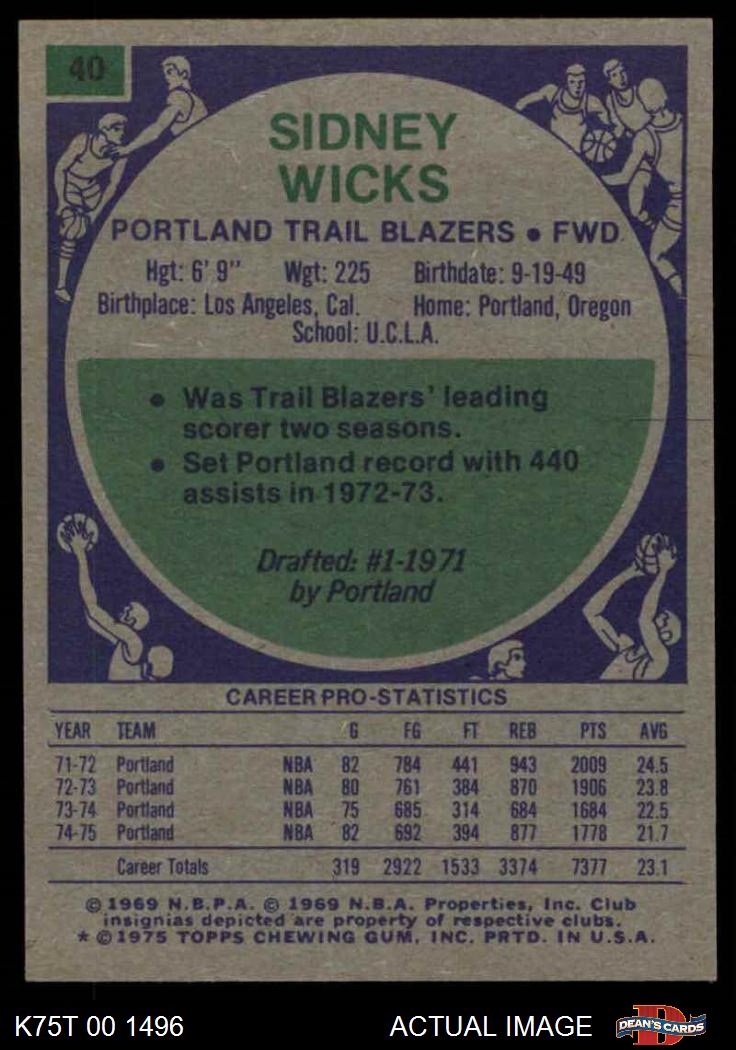 40
SIDNEY
WICKS
PORTLAND TRAIL BLAZERS • FWD.
Hgt: 6' 9" Wgt: 225 Birthdate: 9-19-49
Birthplace: Los Angeles, Cal. Home: Portland, Oregon
School: U.C.L.A.
• Was Trail Blazers' leading
scorer two seasons.
• Set Portland record with 440
assists in 1972-73.
Drafted: #1-1971
by Portland
CAREER PRO-STATISTICS
YEAR TEAM G FG FT REB PTS AVG
71-72 Portland NBA 82 784 441 943 2009 24.5
72-73 Portland NBA 80 761 384 870 1906 23.8
73-74 Portland NBA 75 685 314 684 1684 22.5
74-75 Portland NBA 82 692 394 877 1778 21.7
Career Totals 319 2922 1533 3374 7377 23.1
© 1969 N.B.P.A. © 1969 N.B.A. Properties, Inc. Club
insignias depicted are property of respective clubs.
* © 1975 TOPPS CHEWING GUM, INC. PRTD. IN U.S.A.
K75T 00 1496 ACTUAL IMAGE D DEAN'S CARDS